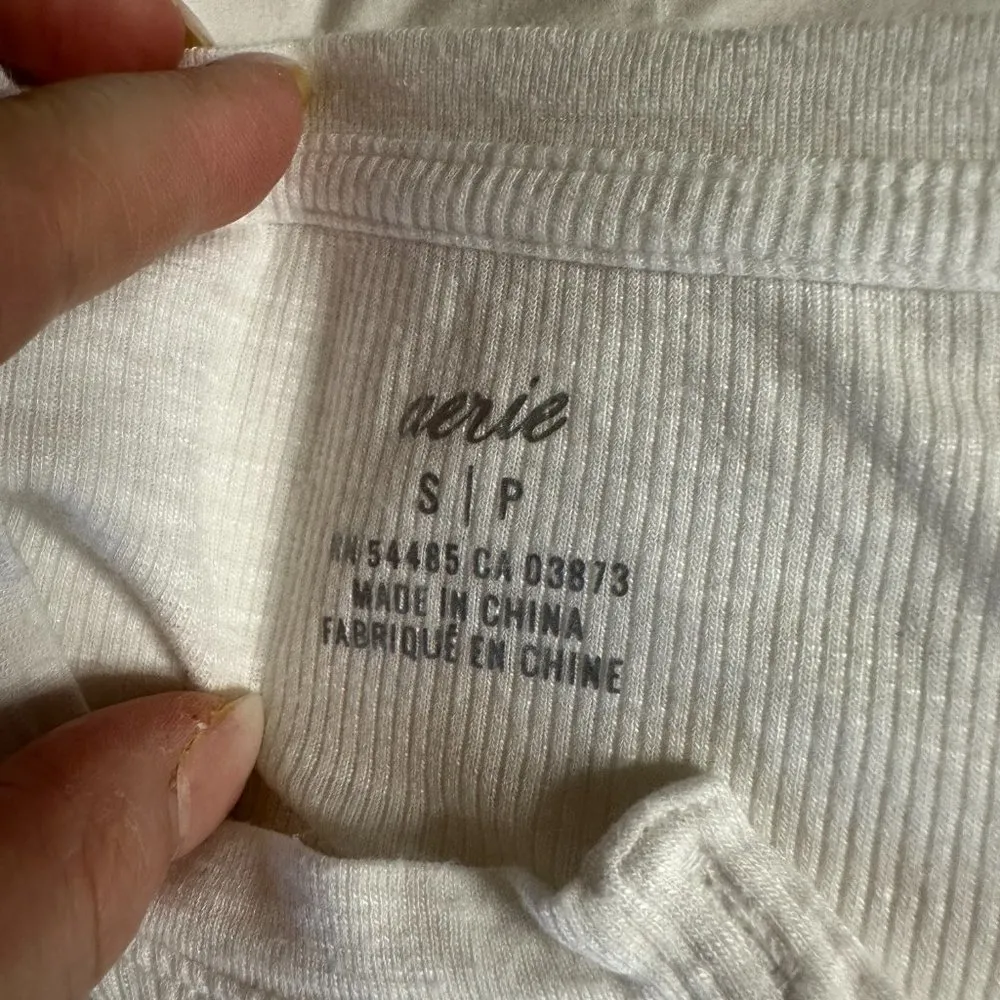 aerie
S | P
RN 54485 CA 03873
MADE IN CHINA
FABRIQUÉ EN CHINE